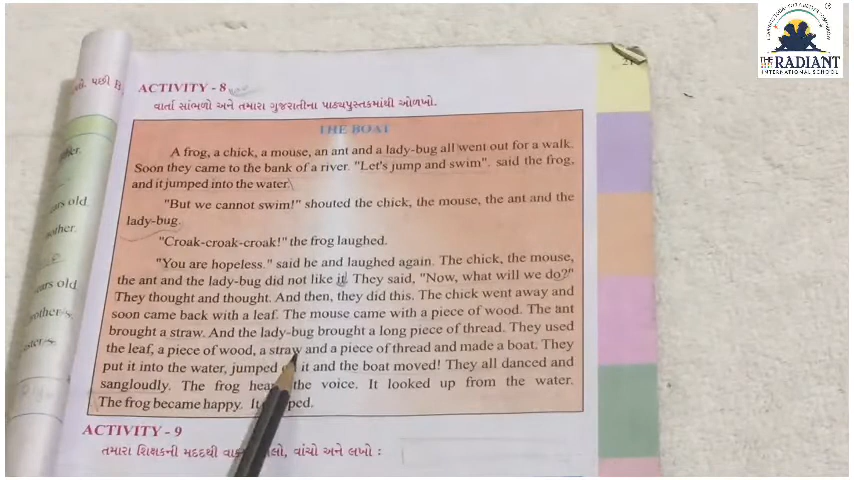 THE RADIANT
INTERNATIONAL SCHOOL
21
ACTIVITY - 8
વાર્તા સાંભળો અને તમારા ગુજરાતીના પાઠ્યપુસ્તકમાંથી ઓળખો.
THE BOAT
A frog, a chick, a mouse, an ant and a lady-bug all went out for a walk.
Soon they came to the bank of a river. "Let's jump and swim". said the frog,
and it jumped into the water.
"But we cannot swim!" shouted the chick, the mouse, the ant and the
lady-bug.
"Croak-croak-croak!" the frog laughed.
"You are hopeless." said he and laughed again. The chick, the mouse,
the ant and the lady-bug did not like it. They said, "Now, what will we do?"
They thought and thought. And then, they did this. The chick went away and
soon came back with a leaf. The mouse came with a piece of wood. The ant
brought a straw. And the lady-bug brought a long piece of thread. They used
the leaf, a piece of wood, a straw and a piece of thread and made a boat. They
put it into the water, jumped it and the boat moved! They all danced and
sangloudly. The frog the voice. It looked up from the water.
The frog became happy. It
ACTIVITY - 9
તમારા શિક્ષકની મદદથી વાંચો અને લખો :